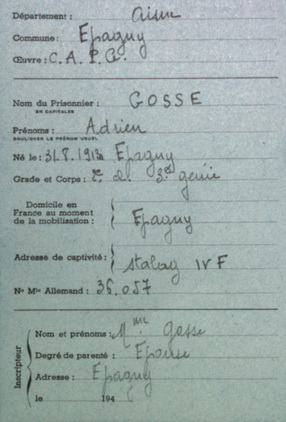 Département: Aisne
Commune: Epagny
Œuvre: C. A. P. G.
Nom du Prisonnier: GOSSE
EN CAPITALES
Prénoms: Adrien
SOULIGNER LE PRÉNOM USUEL
Né le: 31.8.1913 Epagny
Grade et Corps: 2e 3e génie
Domicile en
France au moment
de la mobilisation: Epagny
Adresse de captivité: Stalag IV F
No Mle Allemand: 36.057
Inscripteur
Nom et prénoms: Mme Gosse
Degré de parenté: Epouse
Adresse: Epagny
le 194